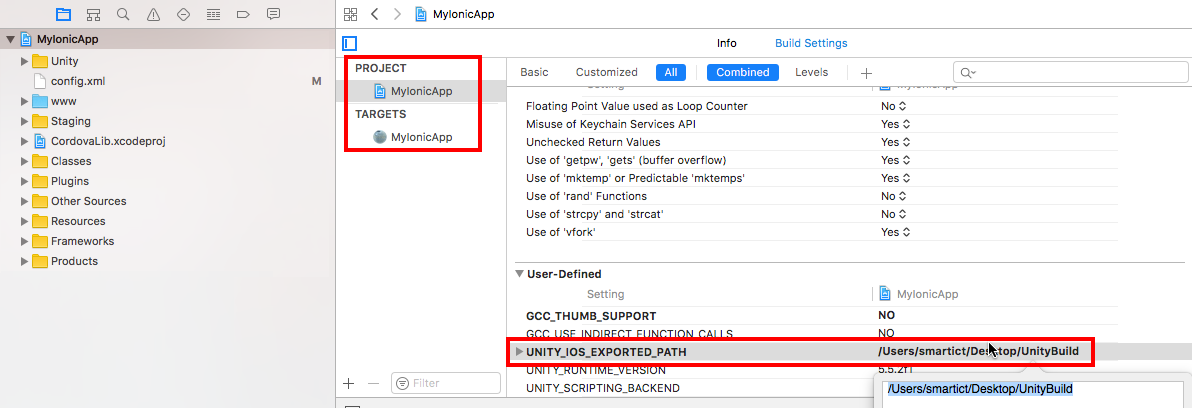 MyIonicApp
MyIonicApp
Unity
config.xml M
www
Staging
CordovaLib.xcodeproj
Classes
Plugins
Other Sources
Resources
Frameworks
Products
Info Build Settings
PROJECT
MyIonicApp
TARGETS
MyIonicApp
Filter
Basic Customized All Combined Levels
Setting MyIonicApp
Floating Point Value used as Loop Counter No
Misuse of Keychain Services API Yes
Unchecked Return Values Yes
Use of 'getpw', 'gets' (buffer overflow) Yes
Use of 'mktemp' or Predictable 'mktemps' Yes
Use of 'rand' Functions No
Use of 'strcpy' and 'strcat' No
Use of 'vfork' Yes
User-Defined
Setting MyIonicApp
GCC_THUMB_SUPPORT NO
GCC_USE_INDIRECT_FUNCTION_CALLS NO
UNITY_IOS_EXPORTED_PATH /Users/smartict/Desktop/UnityBuild
UNITY_RUNTIME_VERSION 5.5.2f1
UNITY_SCRIPTING_BACKEND
/Users/smartict/Desktop/UnityBuild